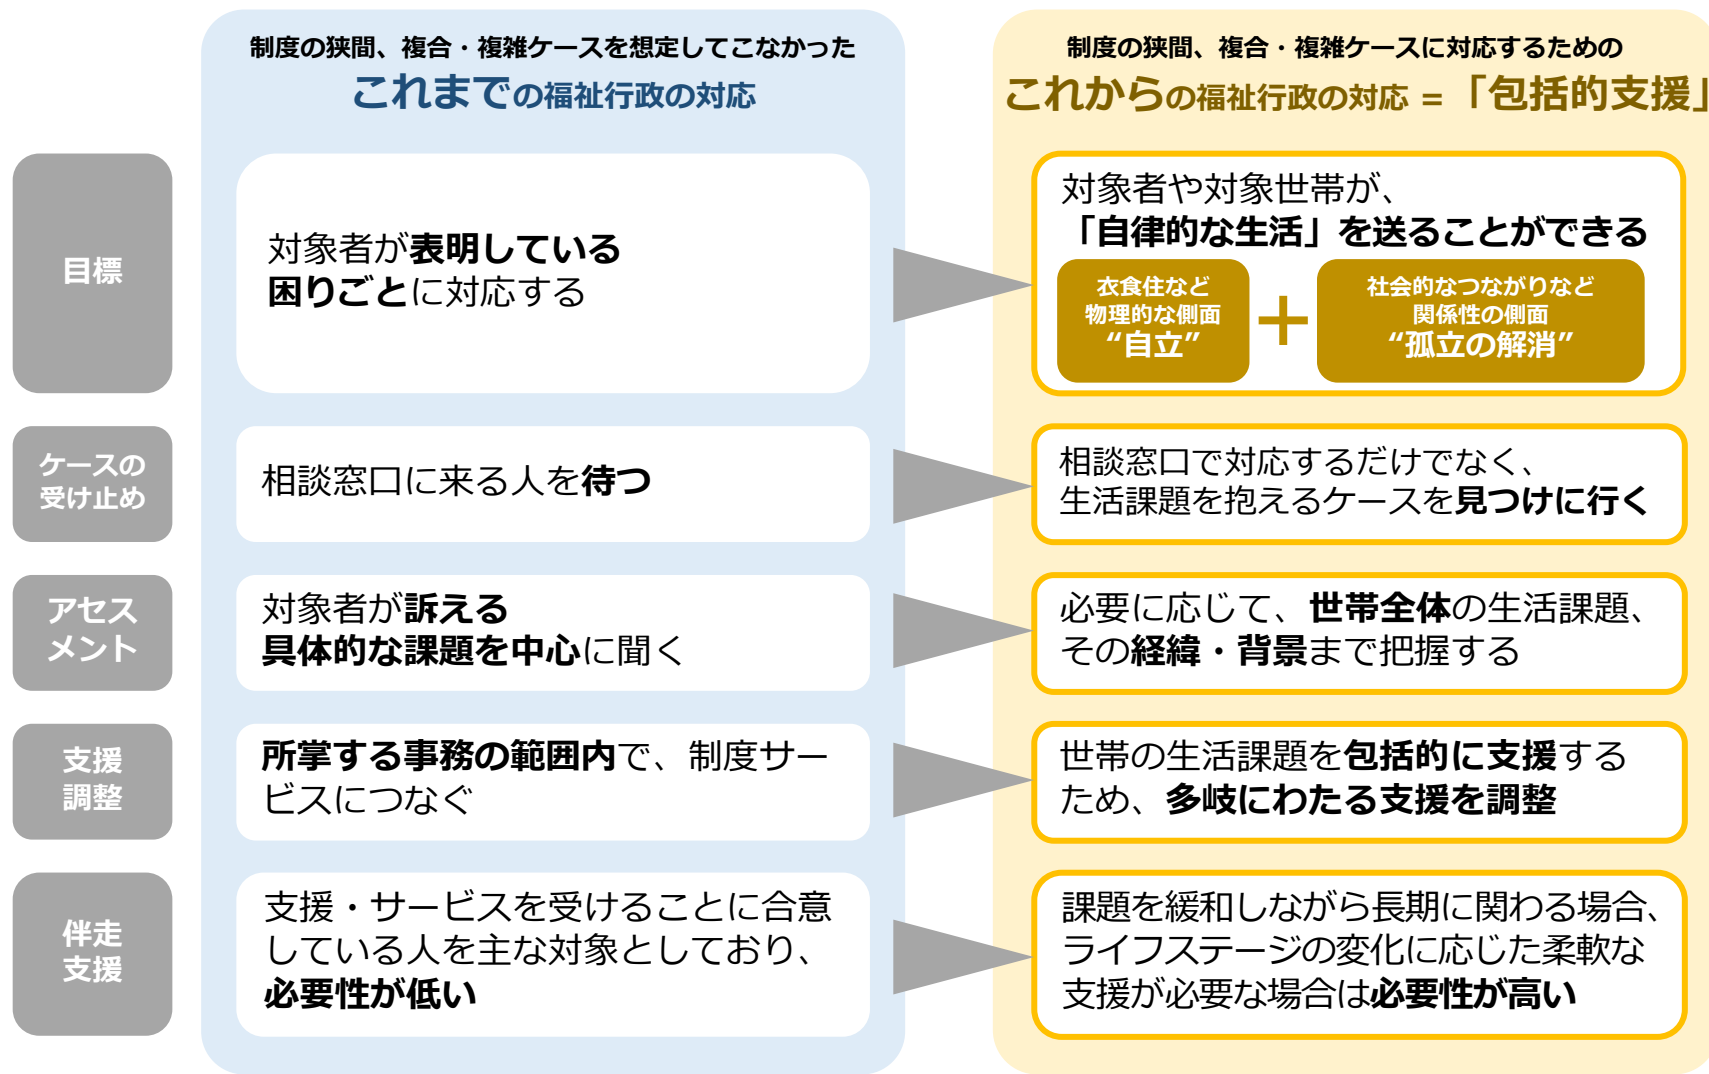 制度の狭間、複合・複雑ケースを想定してこなかった
これまでの福祉行政の対応
制度の狭間、複合・複雑ケースに対応するための
これからの福祉行政の対応 =「包括的支援」
目標
対象者が表明している
困りごとに対応する
対象者や対象世帯が、
「自律的な生活」を送ることができる
衣食住など
物理的な側面
“自立”
+
社会的なつながりなど
関係性の側面
“孤立の解消”
ケースの
受け止め
相談窓口に来る人を待つ
相談窓口で対応するだけでなく、
生活課題を抱えるケースを見つけに行く
アセス
メント
対象者が訴える
具体的な課題を中心に聞く
必要に応じて、世帯全体の生活課題、
その経緯・背景まで把握する
支援
調整
所掌する事務の範囲内で、制度サー
ビスにつなぐ
世帯の生活課題を包括的に支援する
ため、多岐にわたる支援を調整
伴走
支援
支援・サービスを受けることに合意
している人を主な対象としており、
必要性が低い
課題を緩和しながら長期に関わる場合、
ライフステージの変化に応じた柔軟な
支援が必要な場合は必要性が高い